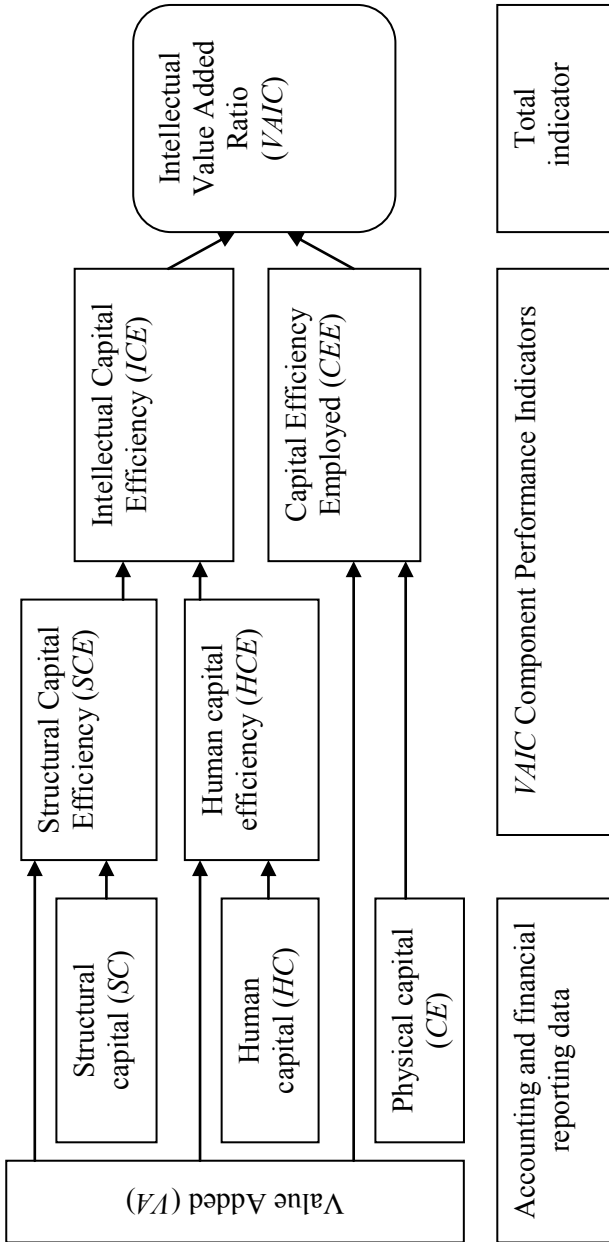 Value Added (VA)
Structural
capital (SC)
Human
capital (HC)
Physical capital
(CE)
Structural Capital
Efficiency (SCE)
Human capital
efficiency (HCE)
Intellectual Capital
Efficiency (ICE)
Capital Efficiency
Employed (CEE)
Intellectual
Value Added
Ratio
(VAIC)
Accounting and financial
reporting data
VAIC Component Performance Indicators
Total
indicator